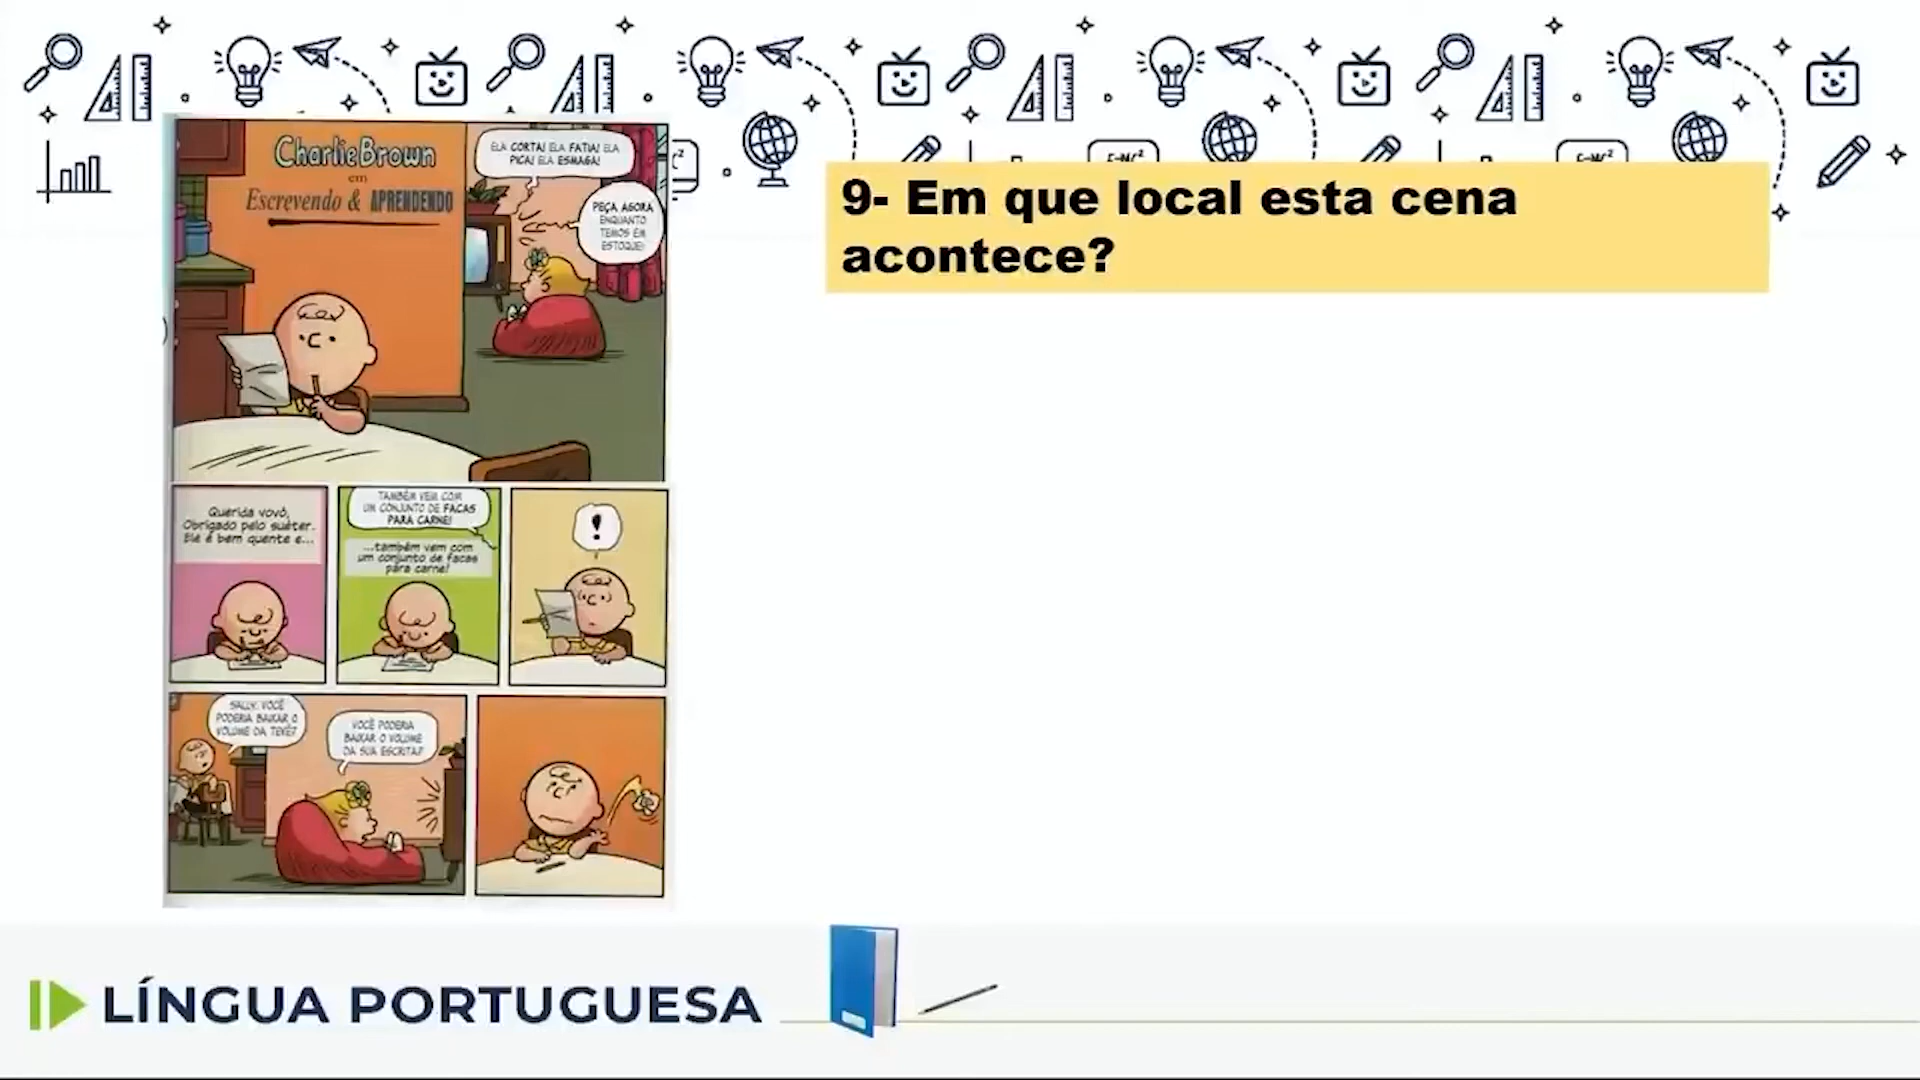 CharlieBrown
em
Escrevendo & APRENDENDO
ELA CORTA! ELA FATIA! ELA
PICA! ELA ESMAGA!
PEÇA AGORA
ENQUANTO
TEMOS EM
ESTOQUE!
Querida vovó,
Obrigado pelo suéter.
Ele é bem quente e...
TAMBÉM VEM COM
UM CONJUNTO DE FACAS
PARA CARNE!
...também vem com
um conjunto de facas
para carne!
!
SALLY, VOCÊ
PODERIA BAIXAR O
VOLUME DA TEVÊ?
VOCÊ PODERIA
BAIXAR O VOLUME
DA SUA ESCRITA?
9- Em que local esta cena
acontece?
LÍNGUA PORTUGUESA